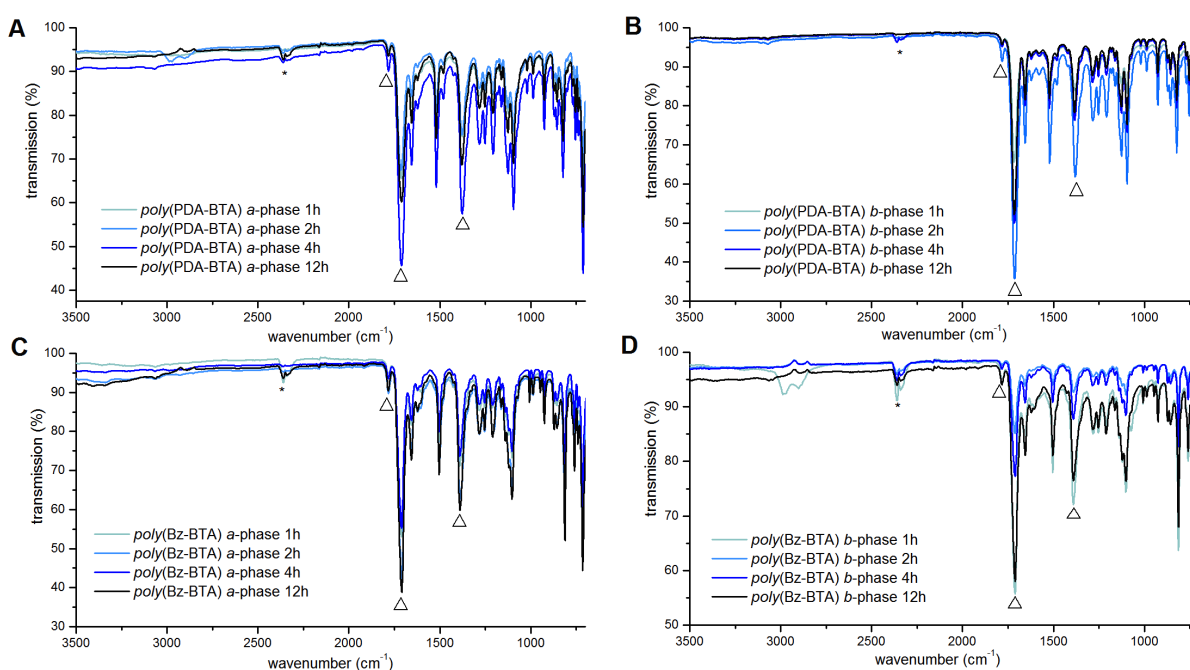 A
100
90
80
70
60
50
40
transmission (%)
poly(PDA-BTA) a-phase 1h
poly(PDA-BTA) a-phase 2h
poly(PDA-BTA) a-phase 4h
poly(PDA-BTA) a-phase 12h
*
3500 3000 2500 2000 1500 1000
wavenumber (cm⁻¹)
B
100
90
80
70
60
50
40
30
transmission (%)
poly(PDA-BTA) b-phase 1h
poly(PDA-BTA) b-phase 2h
poly(PDA-BTA) b-phase 4h
poly(PDA-BTA) b-phase 12h
*
3500 3000 2500 2000 1500 1000
wavenumber (cm⁻¹)
C
100
90
80
70
60
50
40
30
transmission (%)
poly(Bz-BTA) a-phase 1h
poly(Bz-BTA) a-phase 2h
poly(Bz-BTA) a-phase 4h
poly(Bz-BTA) a-phase 12h
*
3500 3000 2500 2000 1500 1000
wavenumber (cm⁻¹)
D
100
90
80
70
60
50
transmission (%)
poly(Bz-BTA) b-phase 1h
poly(Bz-BTA) b-phase 2h
poly(Bz-BTA) b-phase 4h
poly(Bz-BTA) b-phase 12h
*
3500 3000 2500 2000 1500 1000
wavenumber (cm⁻¹)